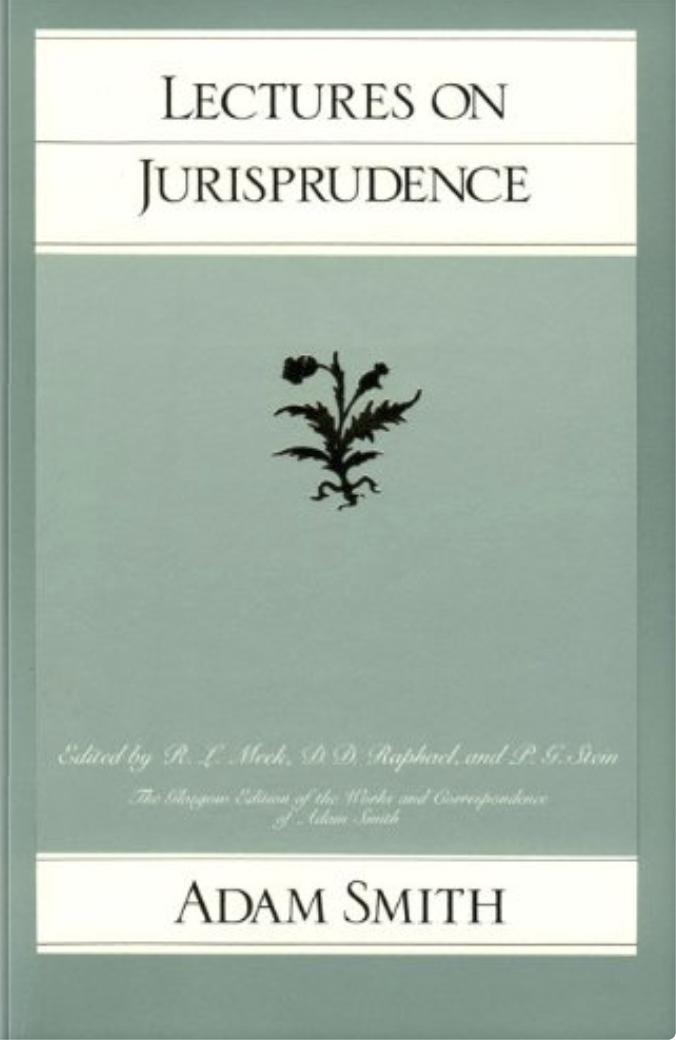 LECTURES ON
JURISPRUDENCE
Edited by R. L. Meek, D. D. Raphael, and P. G. Stein
The Glasgow Edition of the Works and Correspondence
of Adam Smith
ADAM SMITH